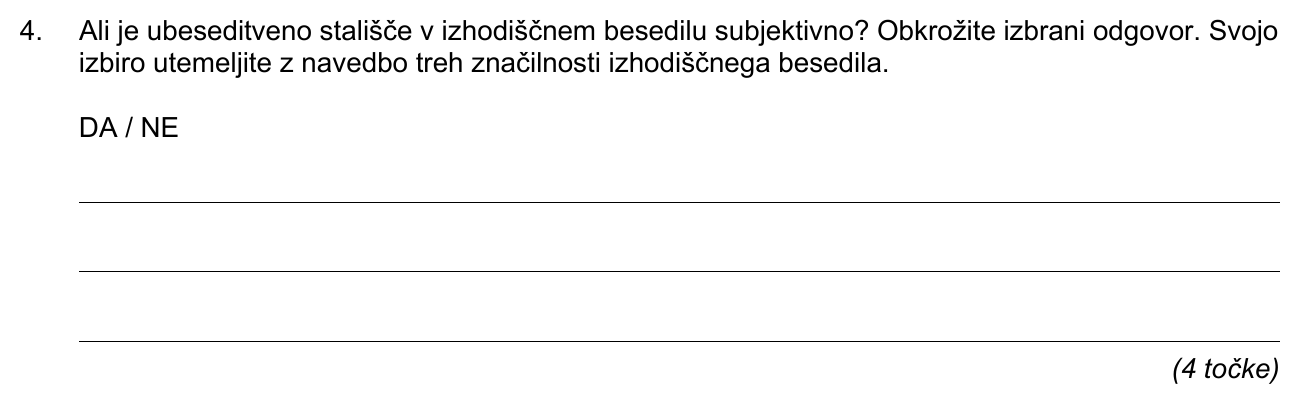 4. Ali je ubeseditveno stališče v izhodiščnem besedilu subjektivno? Obkrožite izbrani odgovor. Svojo
izbiro utemeljite z navedbo treh značilnosti izhodiščnega besedila.
DA / NE
(4 točke)